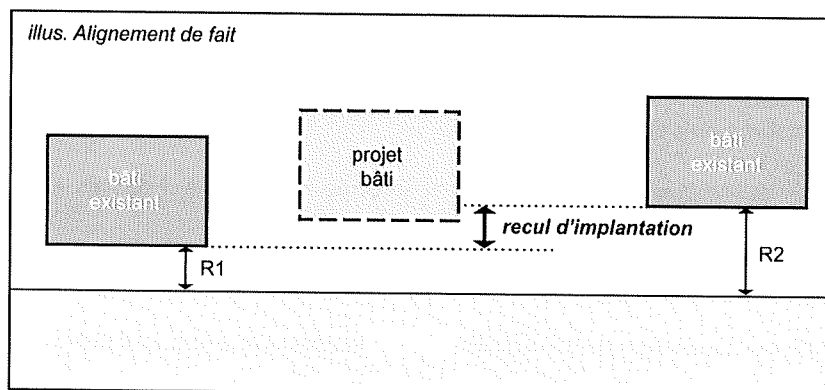 illus. Alignement de fait
bâti
existant
projet
bâti
bâti
existant
recul d'implantation
R1
R2